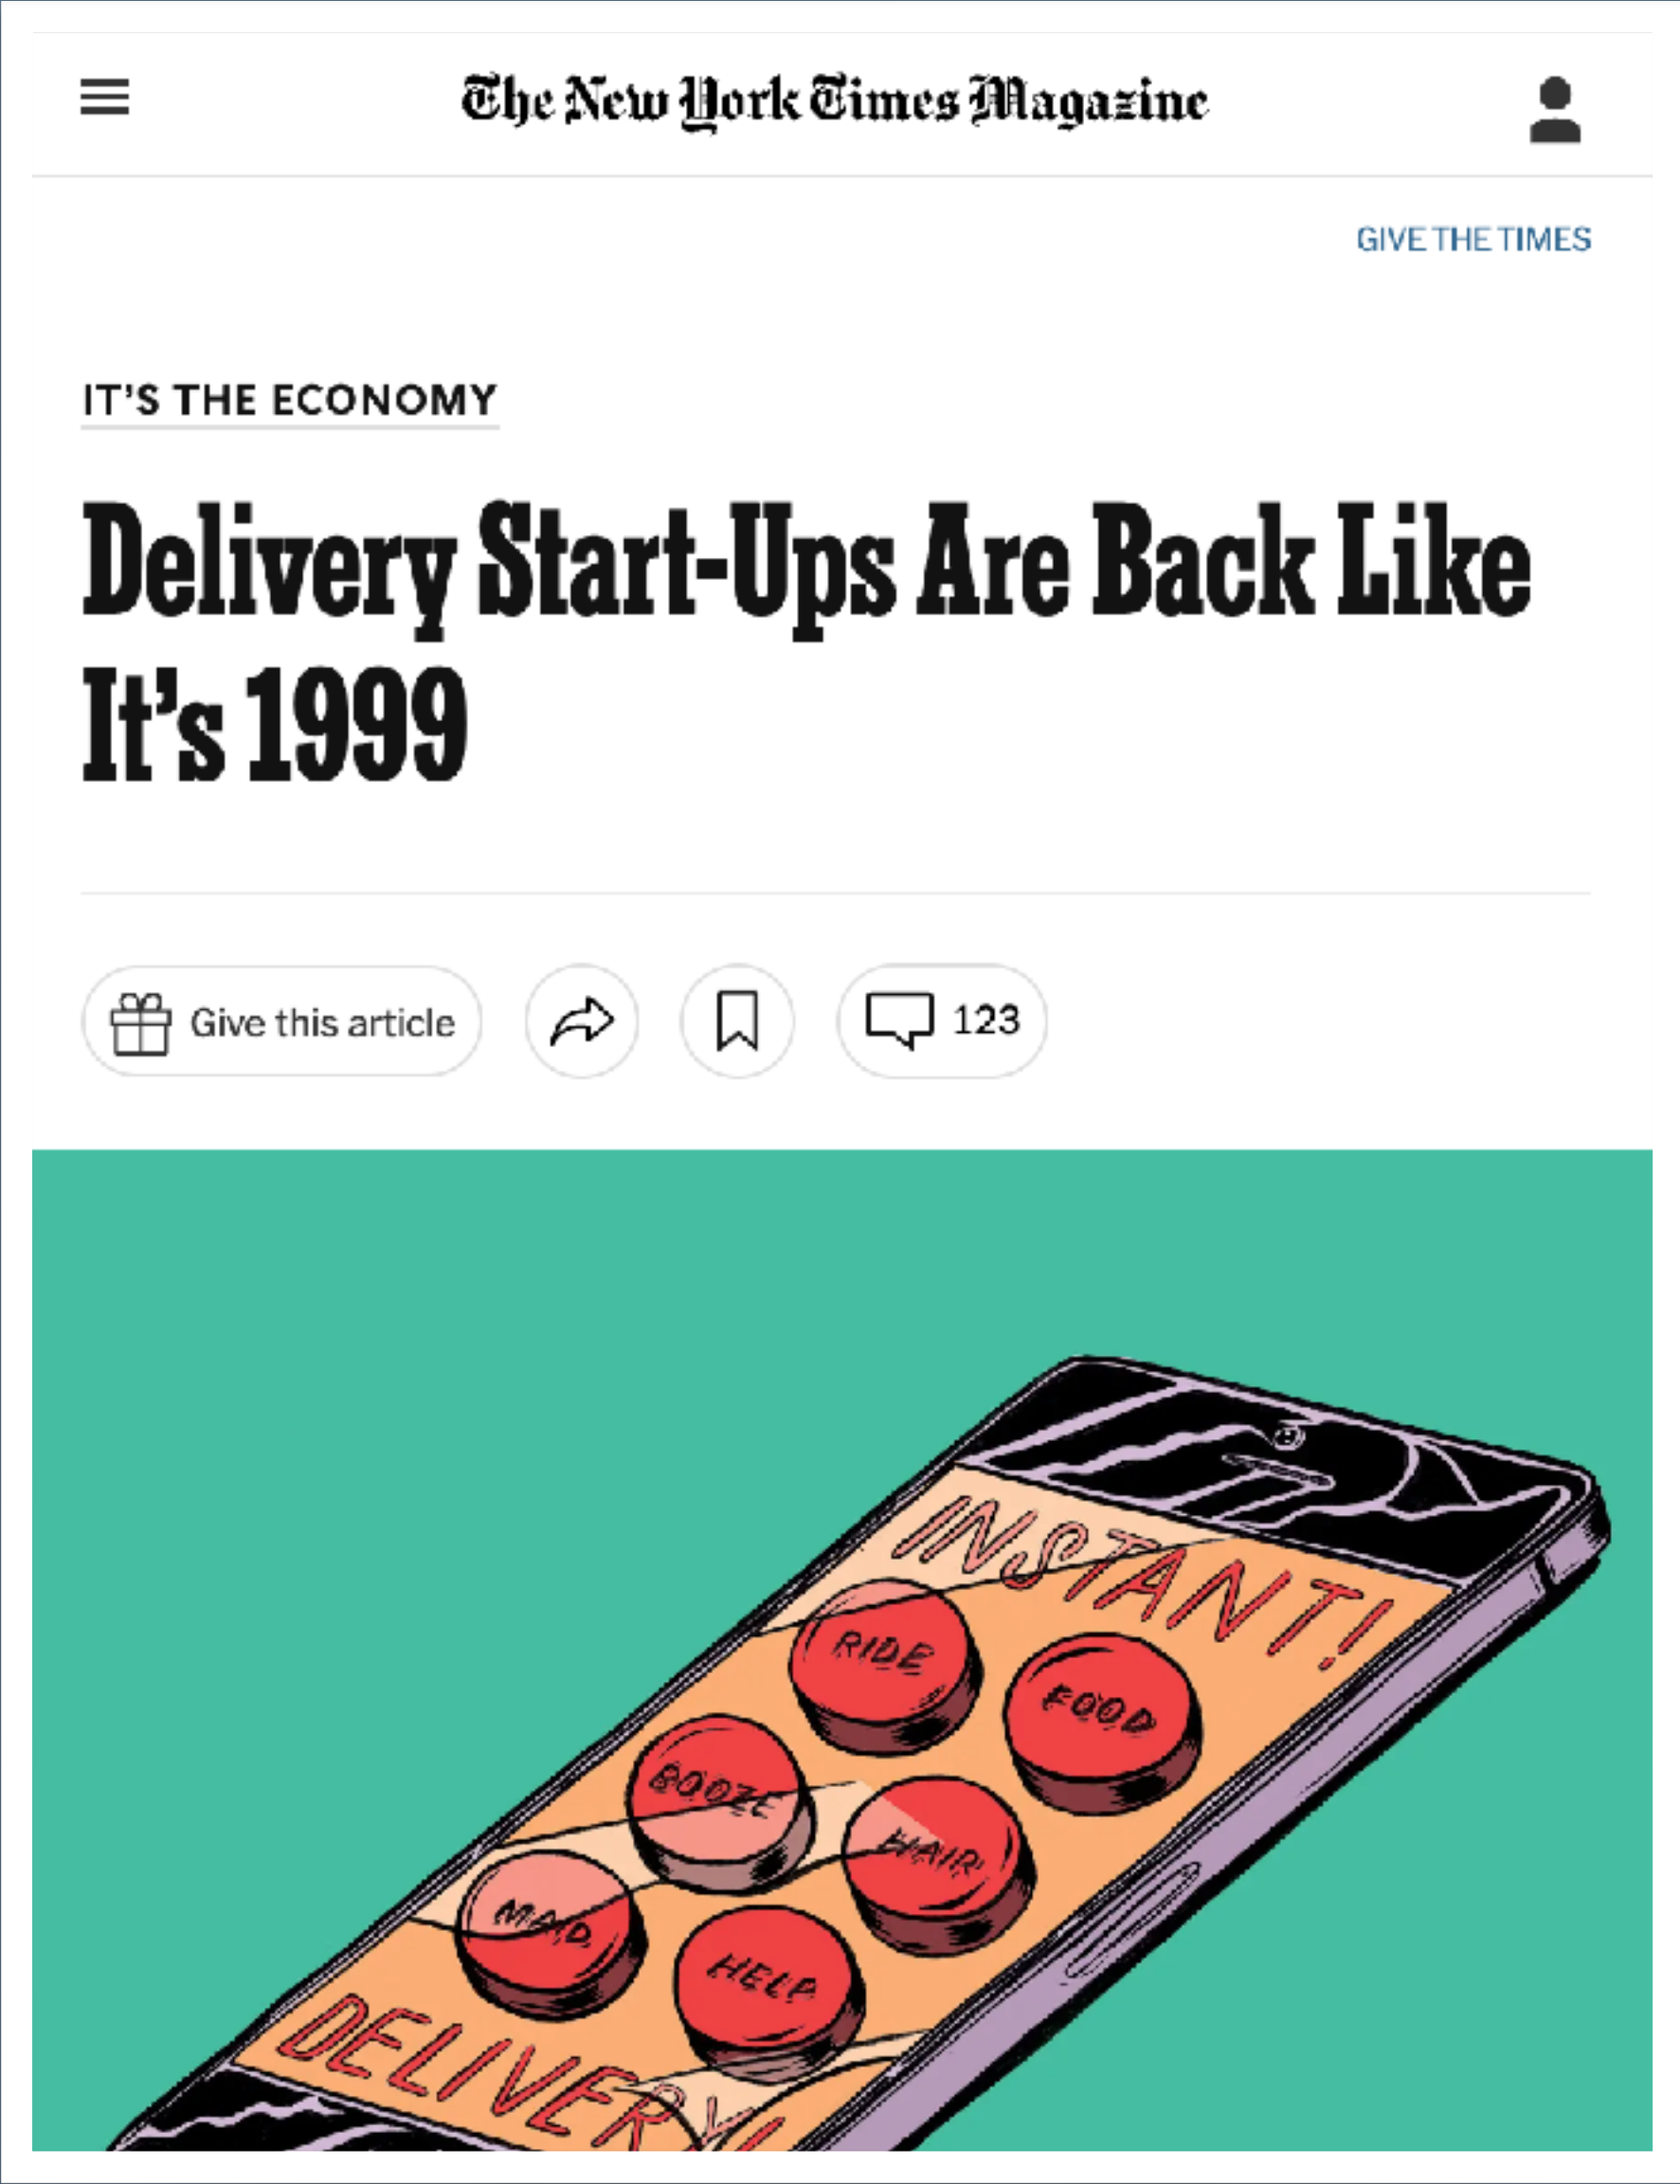 The New York Times Magazine
GIVE THE TIMES
IT'S THE ECONOMY
Delivery Start-Ups Are Back Like
It's 1999
Give this article
123
INSTANT!
RIDE
FOOD
BOOZE
HAIR
MAID
HELP
DELIVERY!